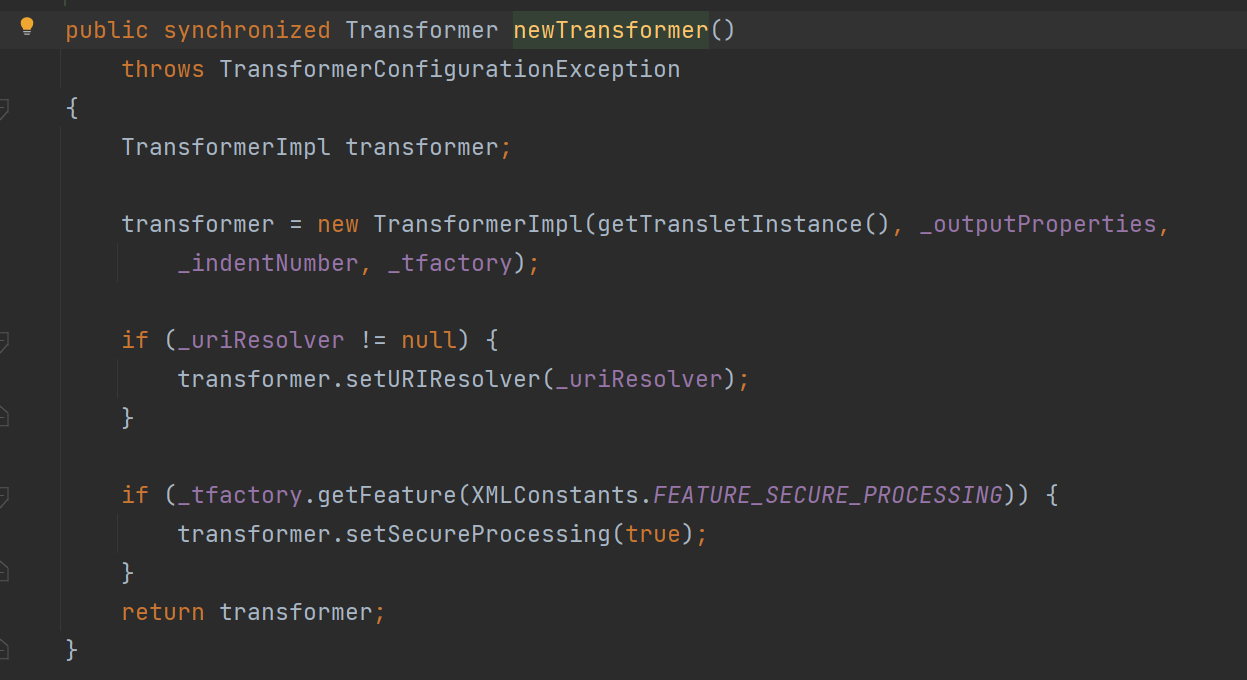 public synchronized Transformer newTransformer()
    throws TransformerConfigurationException
{
    TransformerImpl transformer;

    transformer = new TransformerImpl(getTransletInstance(), _outputProperties,
        _indentNumber, _tfactory);

    if (_uriResolver != null) {
        transformer.setURIResolver(_uriResolver);
    }

    if (_tfactory.getFeature(XMLConstants.FEATURE_SECURE_PROCESSING)) {
        transformer.setSecureProcessing(true);
    }
    return transformer;
}